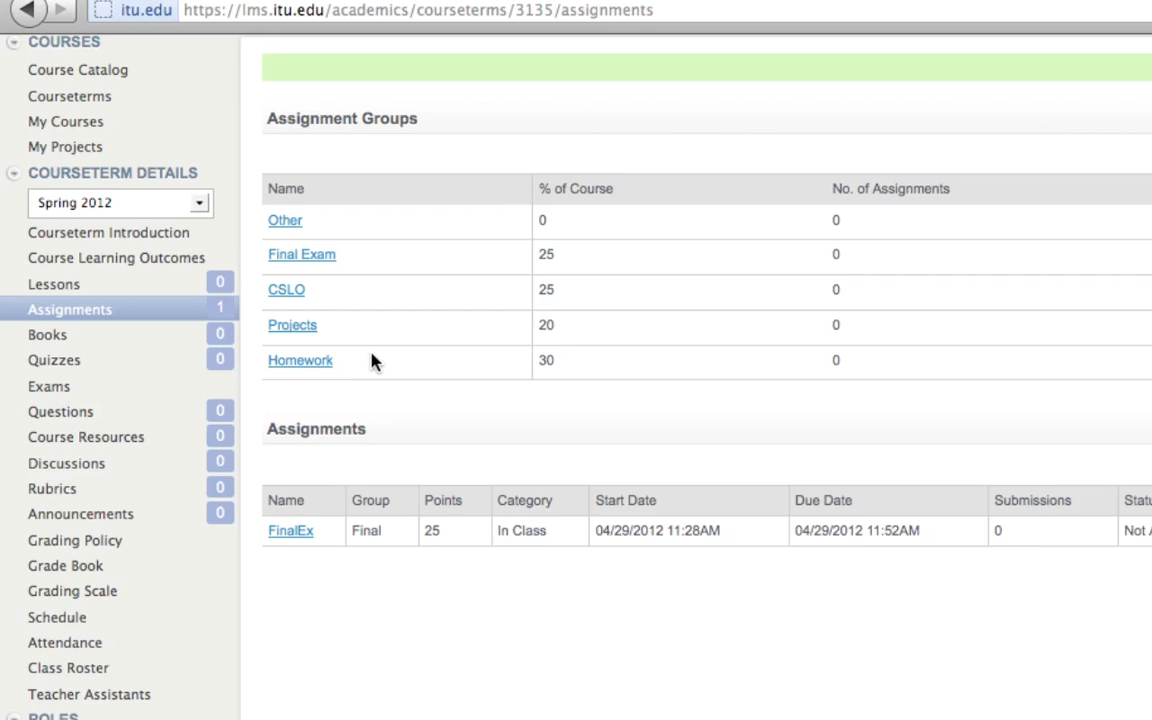 itu.edu https://lms.itu.edu/academics/courseterms/3135/assignments
COURSES
Course Catalog
Courseterms
My Courses
My Projects
COURSETERM DETAILS
Spring 2012
Courseterm Introduction
Course Learning Outcomes
Lessons 0
Assignments 1
Books 0
Quizzes 0
Exams
Questions 0
Course Resources 0
Discussions 0
Rubrics 0
Announcements 0
Grading Policy
Grade Book
Grading Scale
Schedule
Attendance
Class Roster
Teacher Assistants
ROLES
Assignment Groups
Name % of Course No. of Assignments
Other 0 0
Final Exam 25 0
CSLO 25 0
Projects 20 0
Homework 30 0
Assignments
Name Group Points Category Start Date Due Date Submissions Statu
FinalEx Final 25 In Class 04/29/2012 11:28AM 04/29/2012 11:52AM 0 Not A